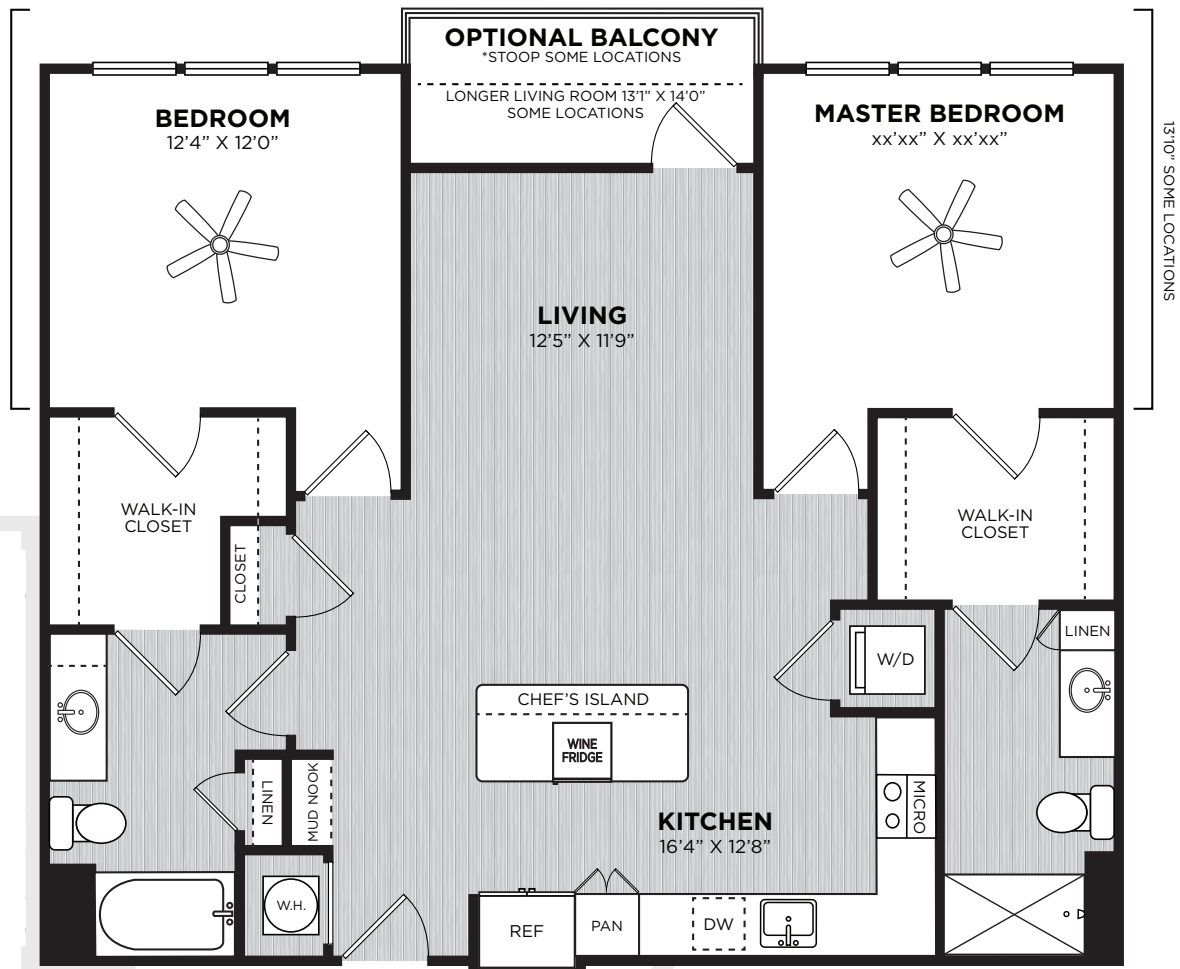 OPTIONAL BALCONY
*STOOP SOME LOCATIONS
LONGER LIVING ROOM 13'1" X 14'0"
SOME LOCATIONS
BEDROOM
12'4" X 12'0"
MASTER BEDROOM
xx'xx" X xx'xx"
13'10" SOME LOCATIONS
LIVING
12'5" X 11'9"
WALK-IN
CLOSET
CLOSET
WALK-IN
CLOSET
LINEN
W/D
CHEF'S ISLAND
WINE
FRIDGE
LINEN
MUD NOOK
MICRO
KITCHEN
16'4" X 12'8"
W.H.
REF
PAN
DW